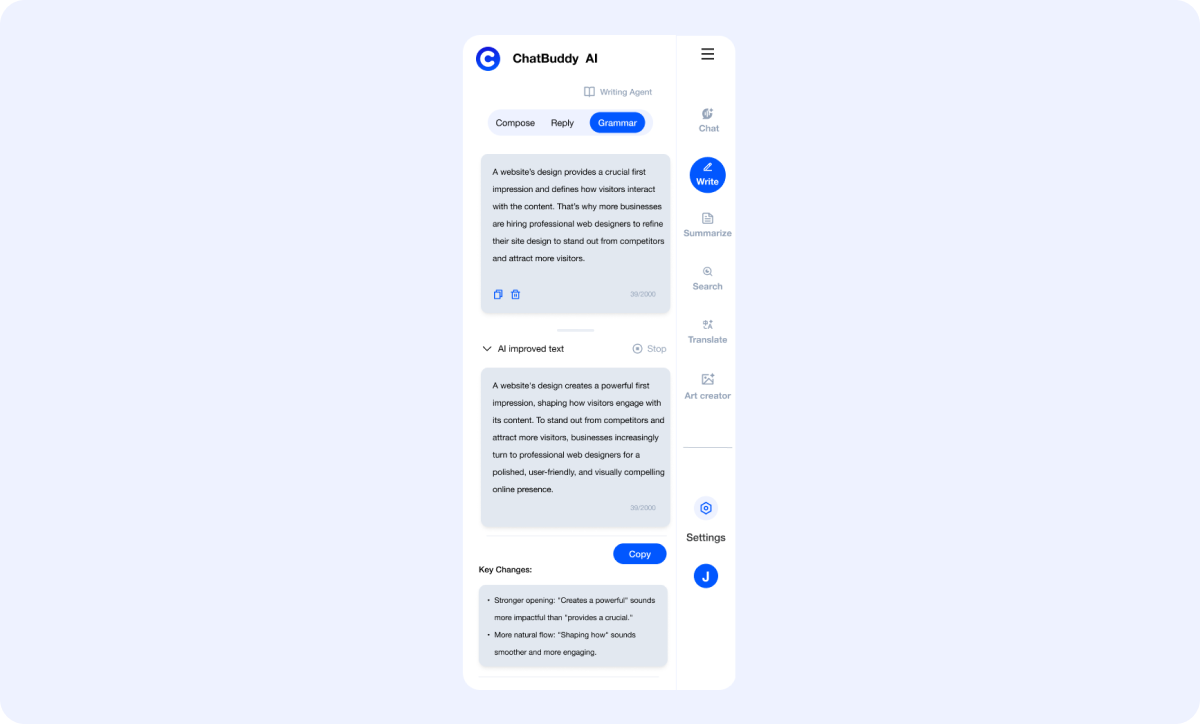 ChatBuddy AI
Writing Agent
Compose Reply Grammar
A website's design provides a crucial first
impression and defines how visitors interact
with the content. That's why more businesses
are hiring professional web designers to refine
their site design to stand out from competitors
and attract more visitors.
39/2000
AI improved text
Stop
A website's design creates a powerful first
impression, shaping how visitors engage with
its content. To stand out from competitors and
attract more visitors, businesses increasingly
turn to professional web designers for a
polished, user-friendly, and visually compelling
online presence.
39/2000
Copy
Key Changes:
• Stronger opening: "Creates a powerful" sounds
more impactful than "provides a crucial."
• More natural flow: "Shaping how" sounds
smoother and more engaging.
Chat
Write
Summarize
Search
Translate
Art creator
Settings
J